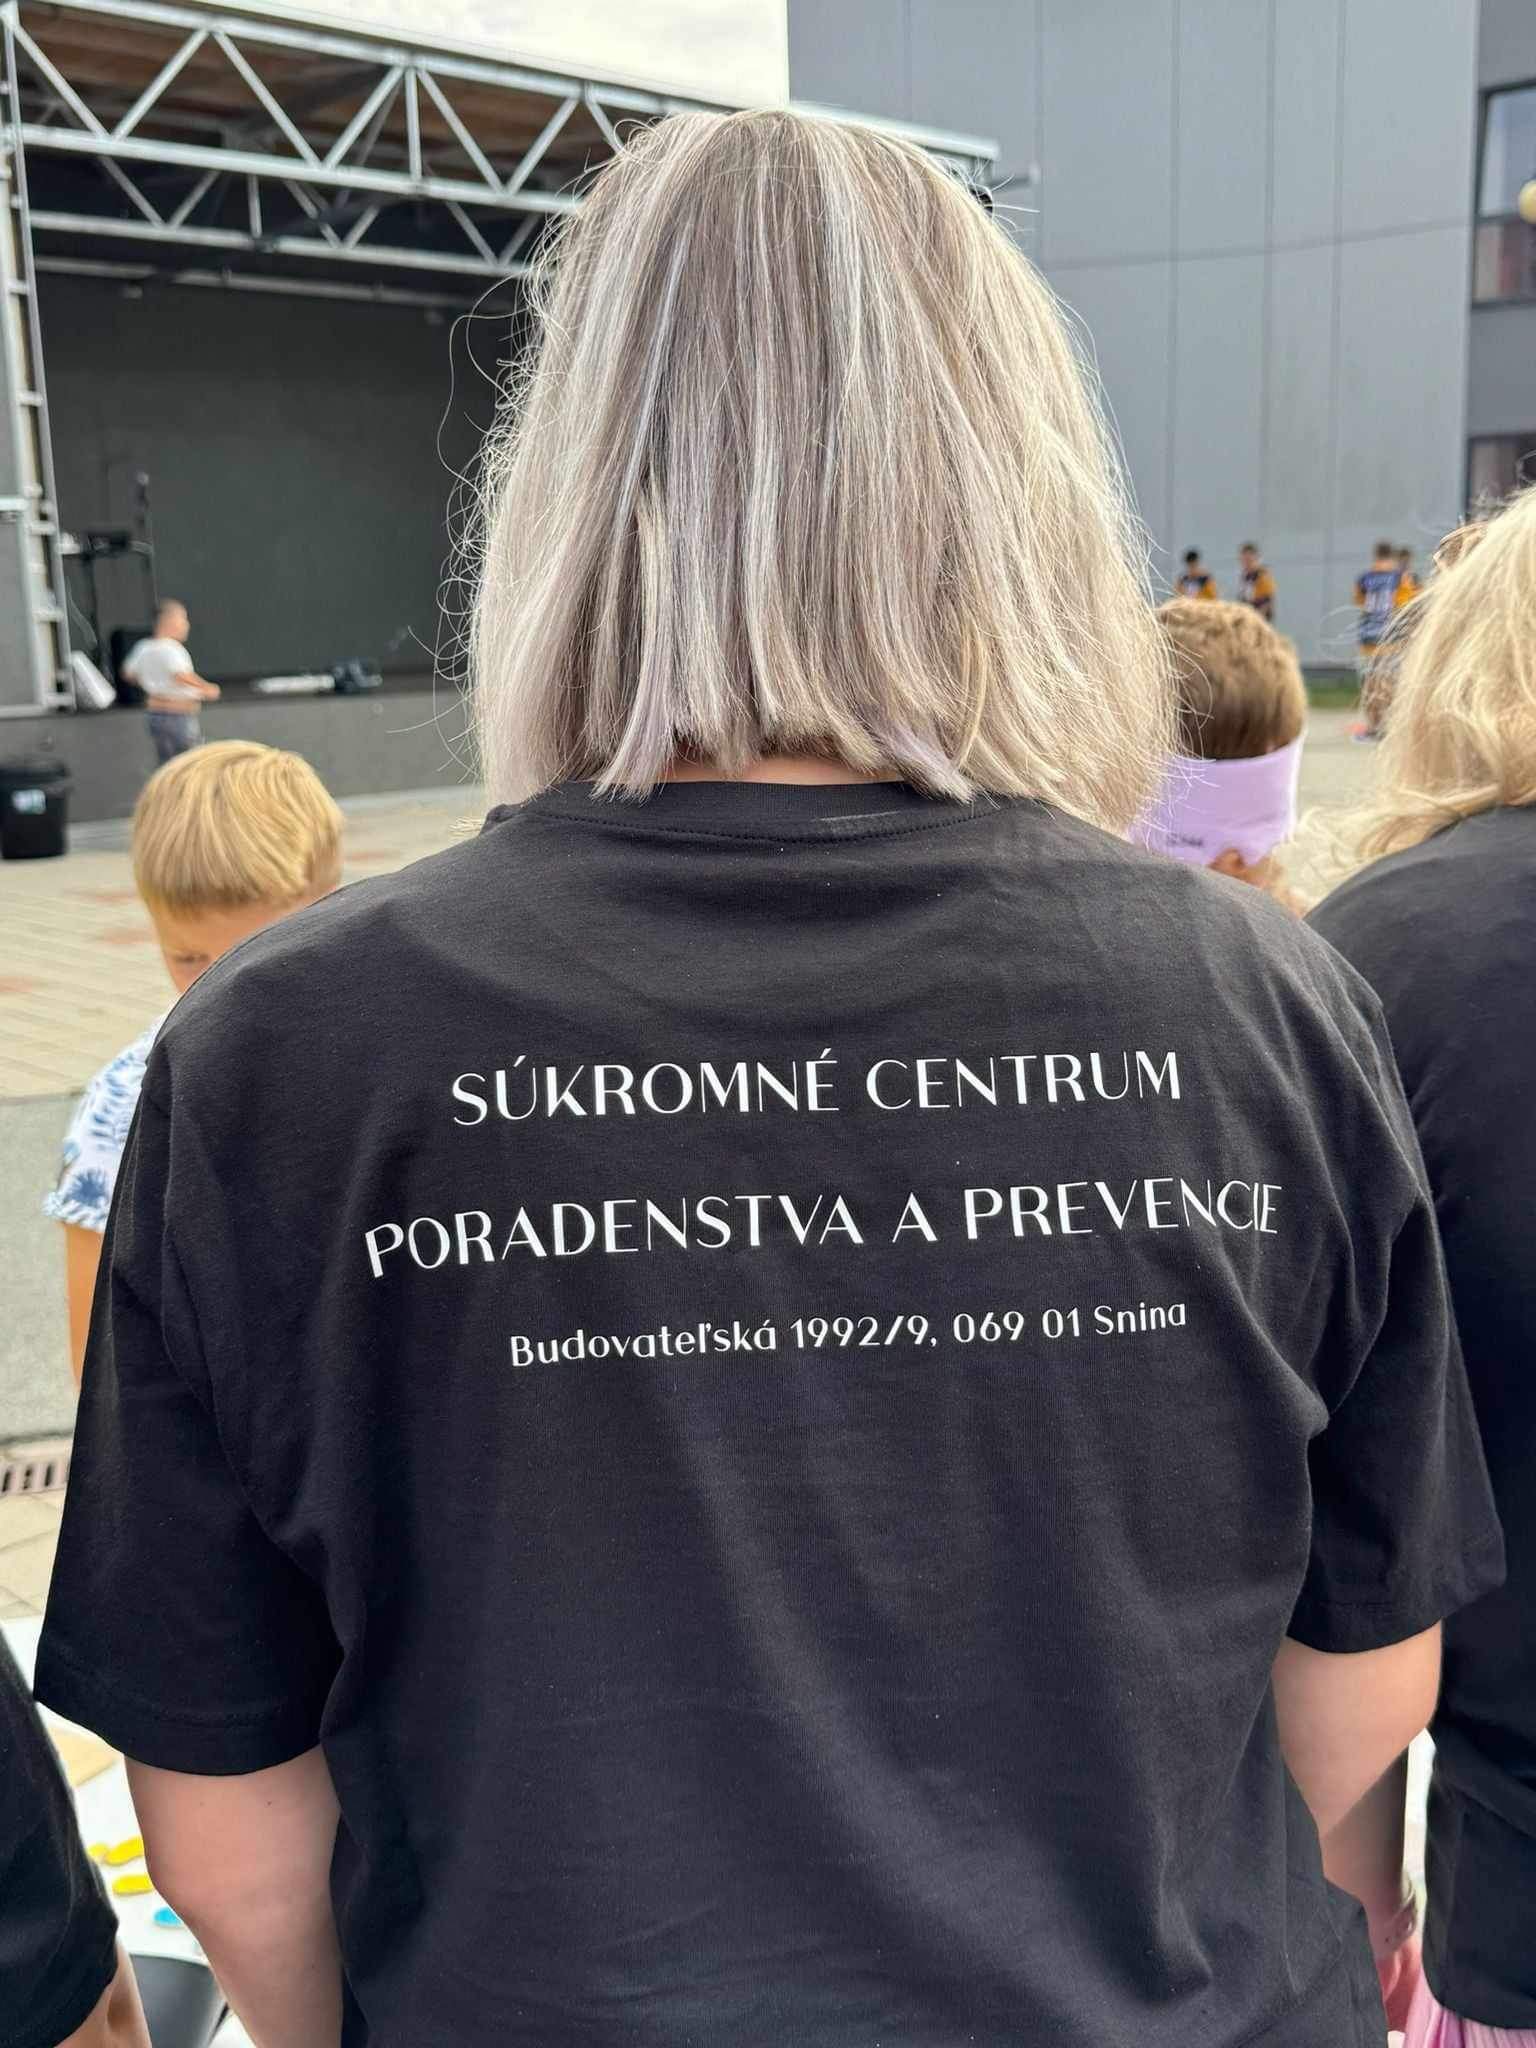 SÚKROMNÉ CENTRUM
PORADENSTVA A PREVENCIE
Budovateľská 1992/9, 069 01 Snina